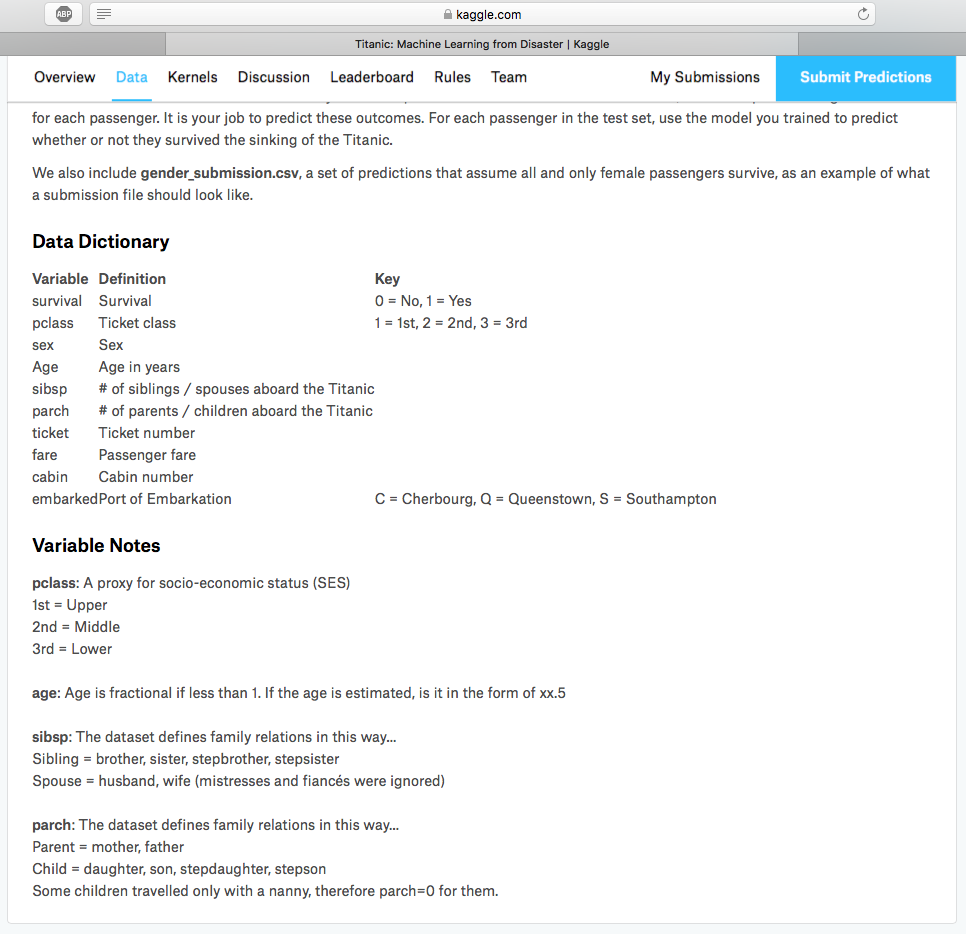 ABP
kaggle.com
Titanic: Machine Learning from Disaster | Kaggle
Overview Data Kernels Discussion Leaderboard Rules Team My Submissions Submit Predictions
for each passenger. It is your job to predict these outcomes. For each passenger in the test set, use the model you trained to predict
whether or not they survived the sinking of the Titanic.
We also include gender_submission.csv, a set of predictions that assume all and only female passengers survive, as an example of what
a submission file should look like.
Data Dictionary
Variable Definition Key
survival Survival 0 = No, 1 = Yes
pclass Ticket class 1 = 1st, 2 = 2nd, 3 = 3rd
sex Sex
Age Age in years
sibsp # of siblings / spouses aboard the Titanic
parch # of parents / children aboard the Titanic
ticket Ticket number
fare Passenger fare
cabin Cabin number
embarked Port of Embarkation C = Cherbourg, Q = Queenstown, S = Southampton
Variable Notes
pclass: A proxy for socio-economic status (SES)
1st = Upper
2nd = Middle
3rd = Lower
age: Age is fractional if less than 1. If the age is estimated, is it in the form of xx.5
sibsp: The dataset defines family relations in this way...
Sibling = brother, sister, stepbrother, stepsister
Spouse = husband, wife (mistresses and fiancés were ignored)
parch: The dataset defines family relations in this way...
Parent = mother, father
Child = daughter, son, stepdaughter, stepson
Some children travelled only with a nanny, therefore parch=0 for them.